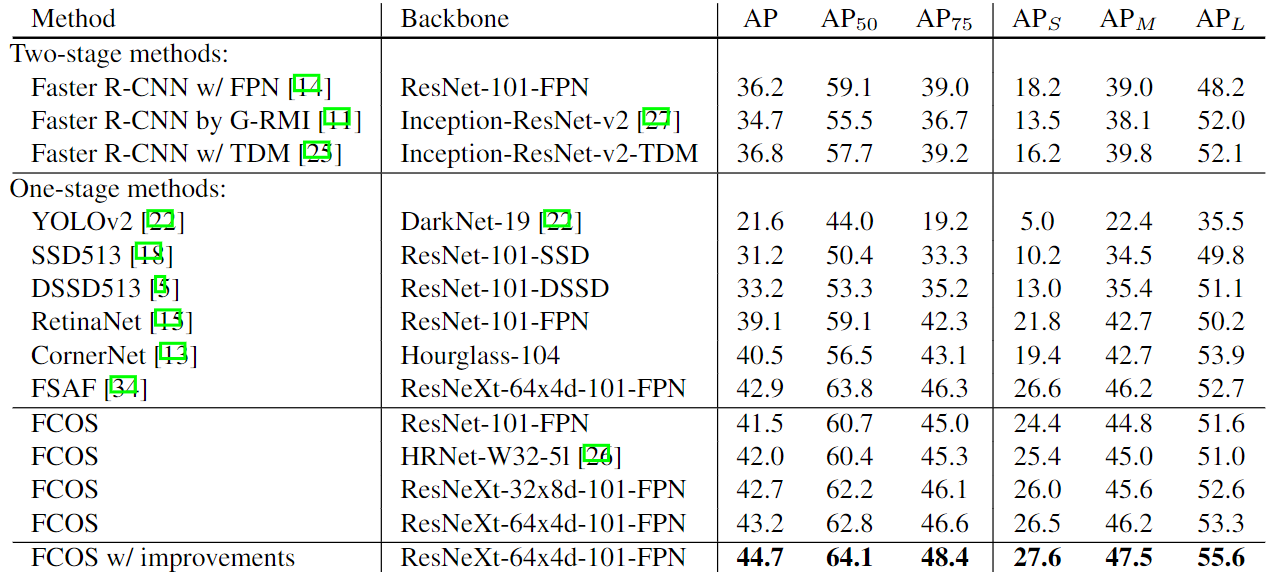 Method Backbone AP AP50 AP75 APS APM APL
Two-stage methods:
Faster R-CNN w/ FPN [14] ResNet-101-FPN 36.2 59.1 39.0 18.2 39.0 48.2
Faster R-CNN by G-RMI [11] Inception-ResNet-v2 [27] 34.7 55.5 36.7 13.5 38.1 52.0
Faster R-CNN w/ TDM [25] Inception-ResNet-v2-TDM 36.8 57.7 39.2 16.2 39.8 52.1
One-stage methods:
YOLOv2 [22] DarkNet-19 [22] 21.6 44.0 19.2 5.0 22.4 35.5
SSD513 [18] ResNet-101-SSD 31.2 50.4 33.3 10.2 34.5 49.8
DSSD513 [5] ResNet-101-DSSD 33.2 53.3 35.2 13.0 35.4 51.1
RetinaNet [15] ResNet-101-FPN 39.1 59.1 42.3 21.8 42.7 50.2
CornerNet [13] Hourglass-104 40.5 56.5 43.1 19.4 42.7 53.9
FSAF [34] ResNeXt-64x4d-101-FPN 42.9 63.8 46.3 26.6 46.2 52.7
FCOS ResNet-101-FPN 41.5 60.7 45.0 24.4 44.8 51.6
FCOS HRNet-W32-5l [26] 42.0 60.4 45.3 25.4 45.0 51.0
FCOS ResNeXt-32x8d-101-FPN 42.7 62.2 46.1 26.0 45.6 52.6
FCOS ResNeXt-64x4d-101-FPN 43.2 62.8 46.6 26.5 46.2 53.3
FCOS w/ improvements ResNeXt-64x4d-101-FPN 44.7 64.1 48.4 27.6 47.5 55.6